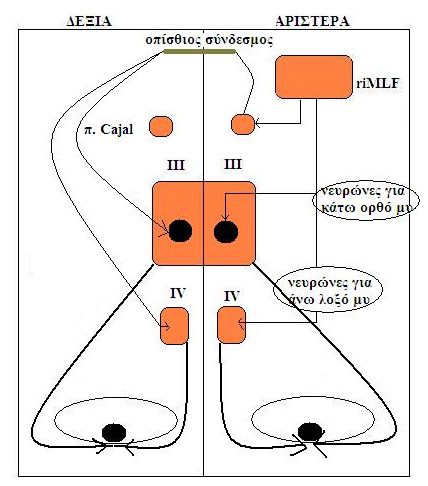 ΔΕΞΙΑ
ΑΡΙΣΤΕΡΑ
οπίσθιος σύνδεσμος
riMLF
π. Cajal
III
III
νευρώνες για
κάτω ορθό μυ
νευρώνες για
άνω λοξό μυ
IV
IV